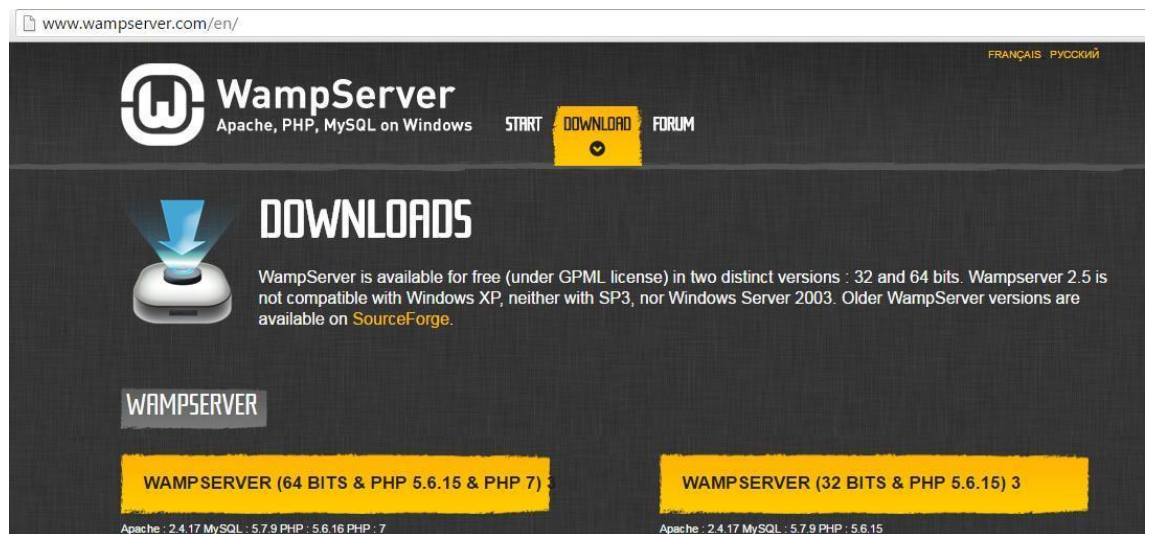 www.wampserver.com/en/
FRANÇAIS РУССКИЙ
WampServer
Apache, PHP, MySQL on Windows
START DOWNLOAD FORUM
DOWNLOADS
WampServer is available for free (under GPML license) in two distinct versions : 32 and 64 bits. Wampserver 2.5 is
not compatible with Windows XP, neither with SP3, nor Windows Server 2003. Older WampServer versions are
available on SourceForge.
WAMPSERVER
WAMPSERVER (64 BITS & PHP 5.6.15 & PHP 7) 3
WAMPSERVER (32 BITS & PHP 5.6.15) 3
Apache : 2.4.17 MySQL : 5.7.9 PHP : 5.6.16 PHP : 7
Apache : 2.4.17 MySQL : 5.7.9 PHP : 5.6.15